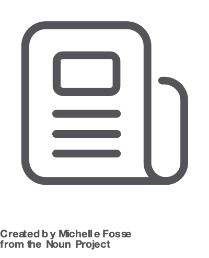 Created by Michelle Fosse
from the Noun Project